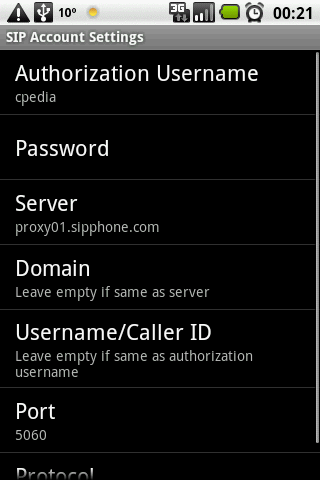 10° 3G 00:21
SIP Account Settings
Authorization Username
cpedia
Password
Server
proxy01.sipphone.com
Domain
Leave empty if same as server
Username/Caller ID
Leave empty if same as authorization
username
Port
5060
Protocol